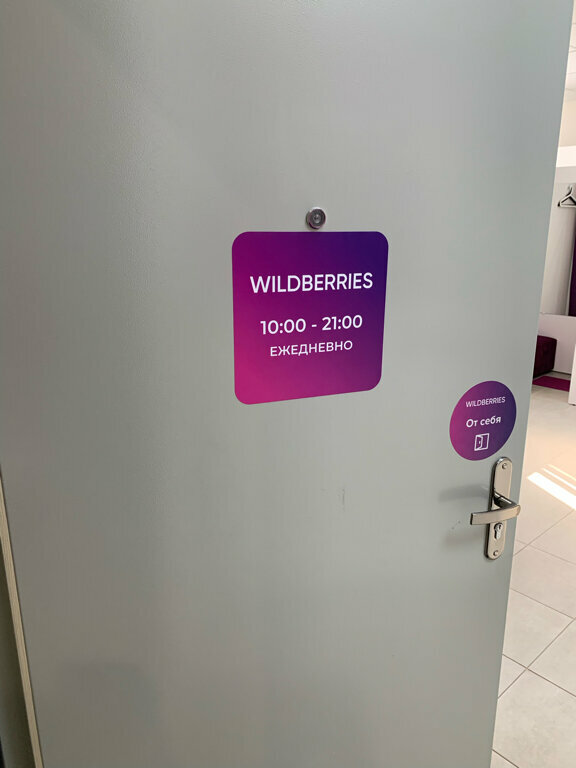 WILDBERRIES
10:00 - 21:00
ЕЖЕДНЕВНО
WILDBERRIES
От себя